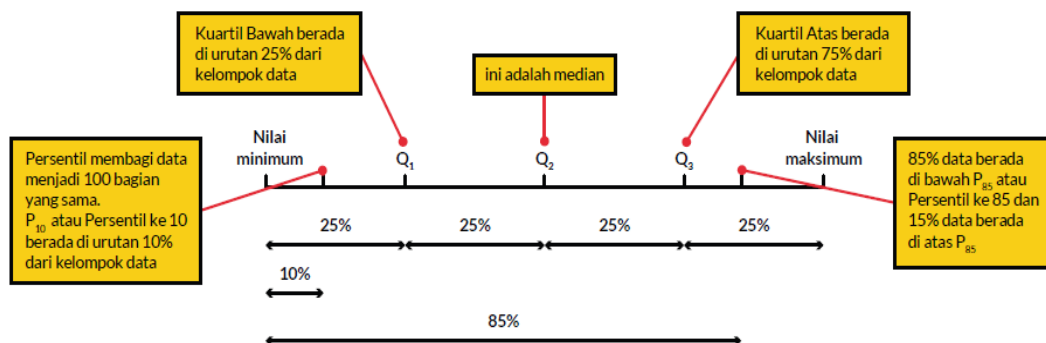 Kuartil Bawah berada
di urutan 25% dari
kelompok data
ini adalah median
Kuartil Atas berada
di urutan 75% dari
kelompok data
Persentil membagi data
menjadi 100 bagian
yang sama.
P10 atau Persentil ke 10
berada di urutan 10%
dari kelompok data
Nilai
minimum
Q1
Q2
Q3
Nilai
maksimum
85% data berada
di bawah P85 atau
Persentil ke 85 dan
15% data berada
di atas P85
25%
25%
25%
25%
10%
85%